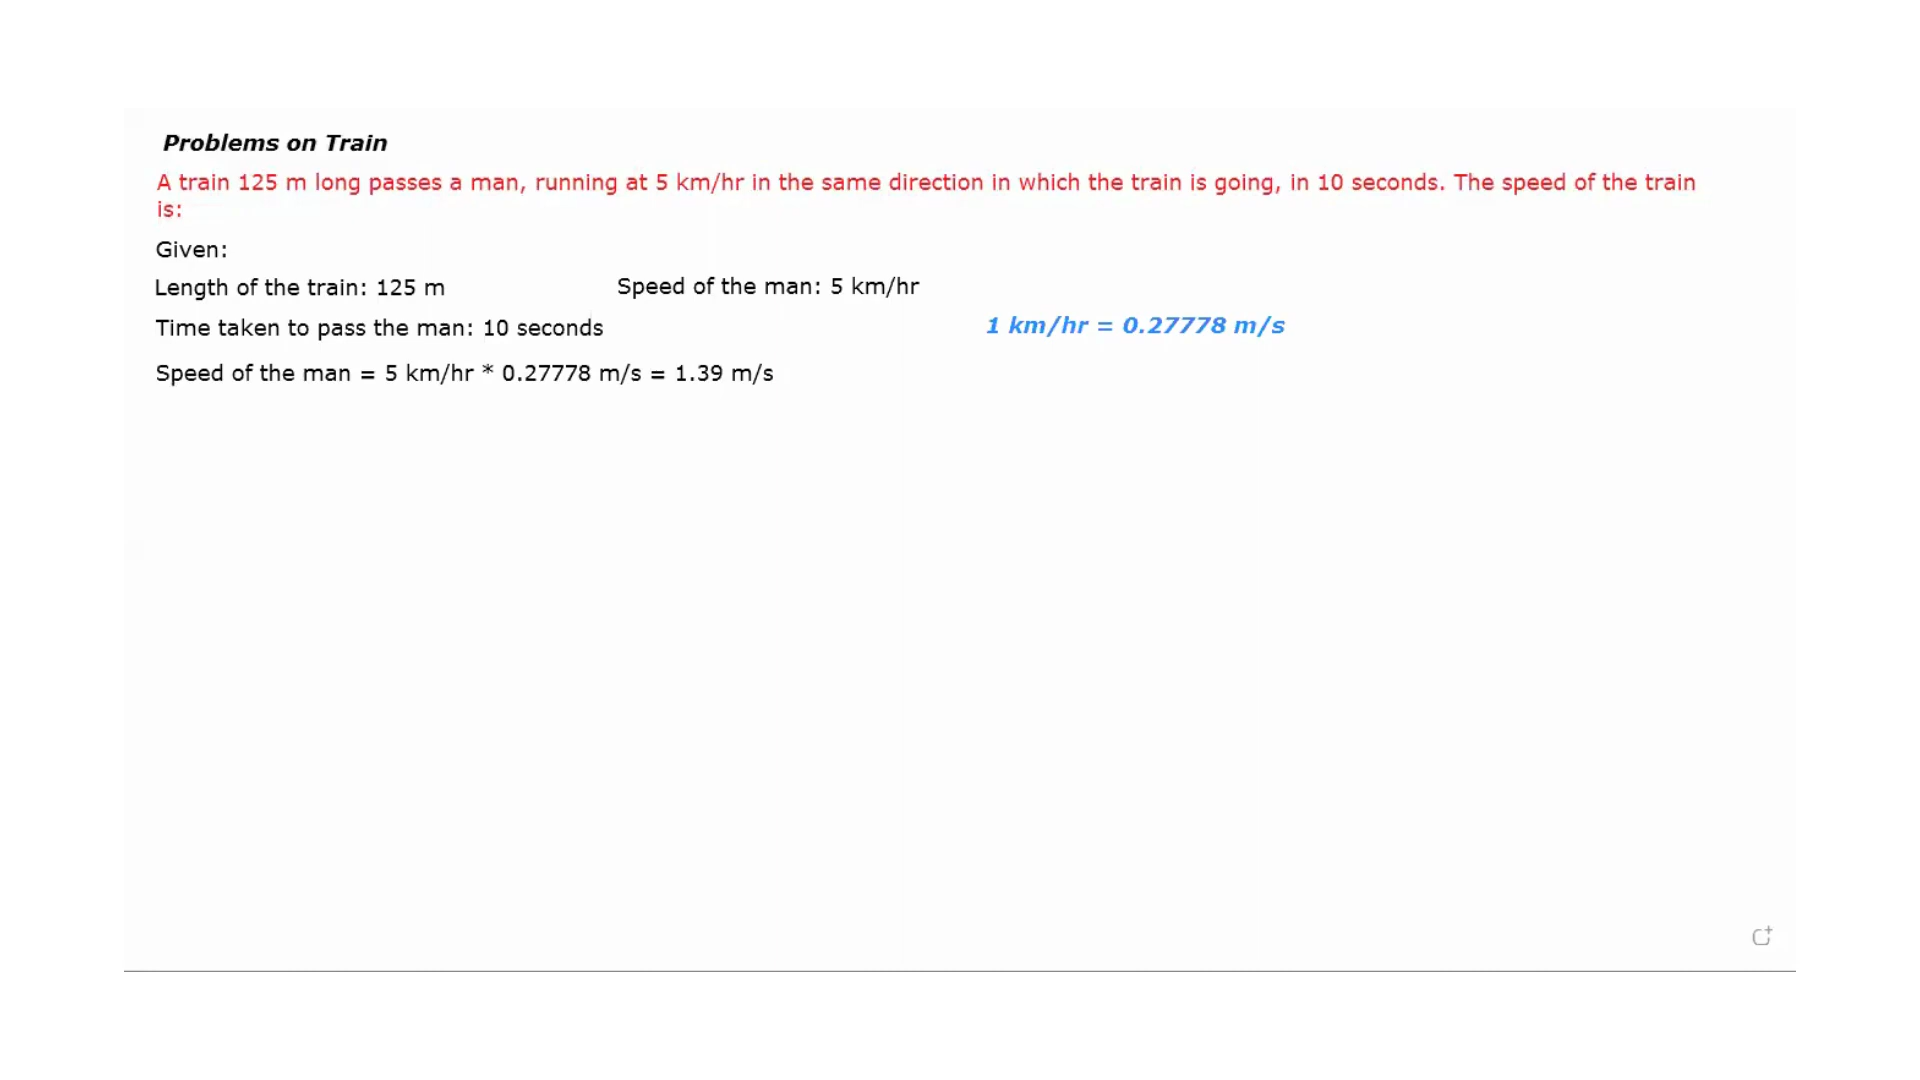 Problems on Train
A train 125 m long passes a man, running at 5 km/hr in the same direction in which the train is going, in 10 seconds. The speed of the train
is:
Given:
Length of the train: 125 m
Speed of the man: 5 km/hr
Time taken to pass the man: 10 seconds
1 km/hr = 0.27778 m/s
Speed of the man = 5 km/hr * 0.27778 m/s = 1.39 m/s